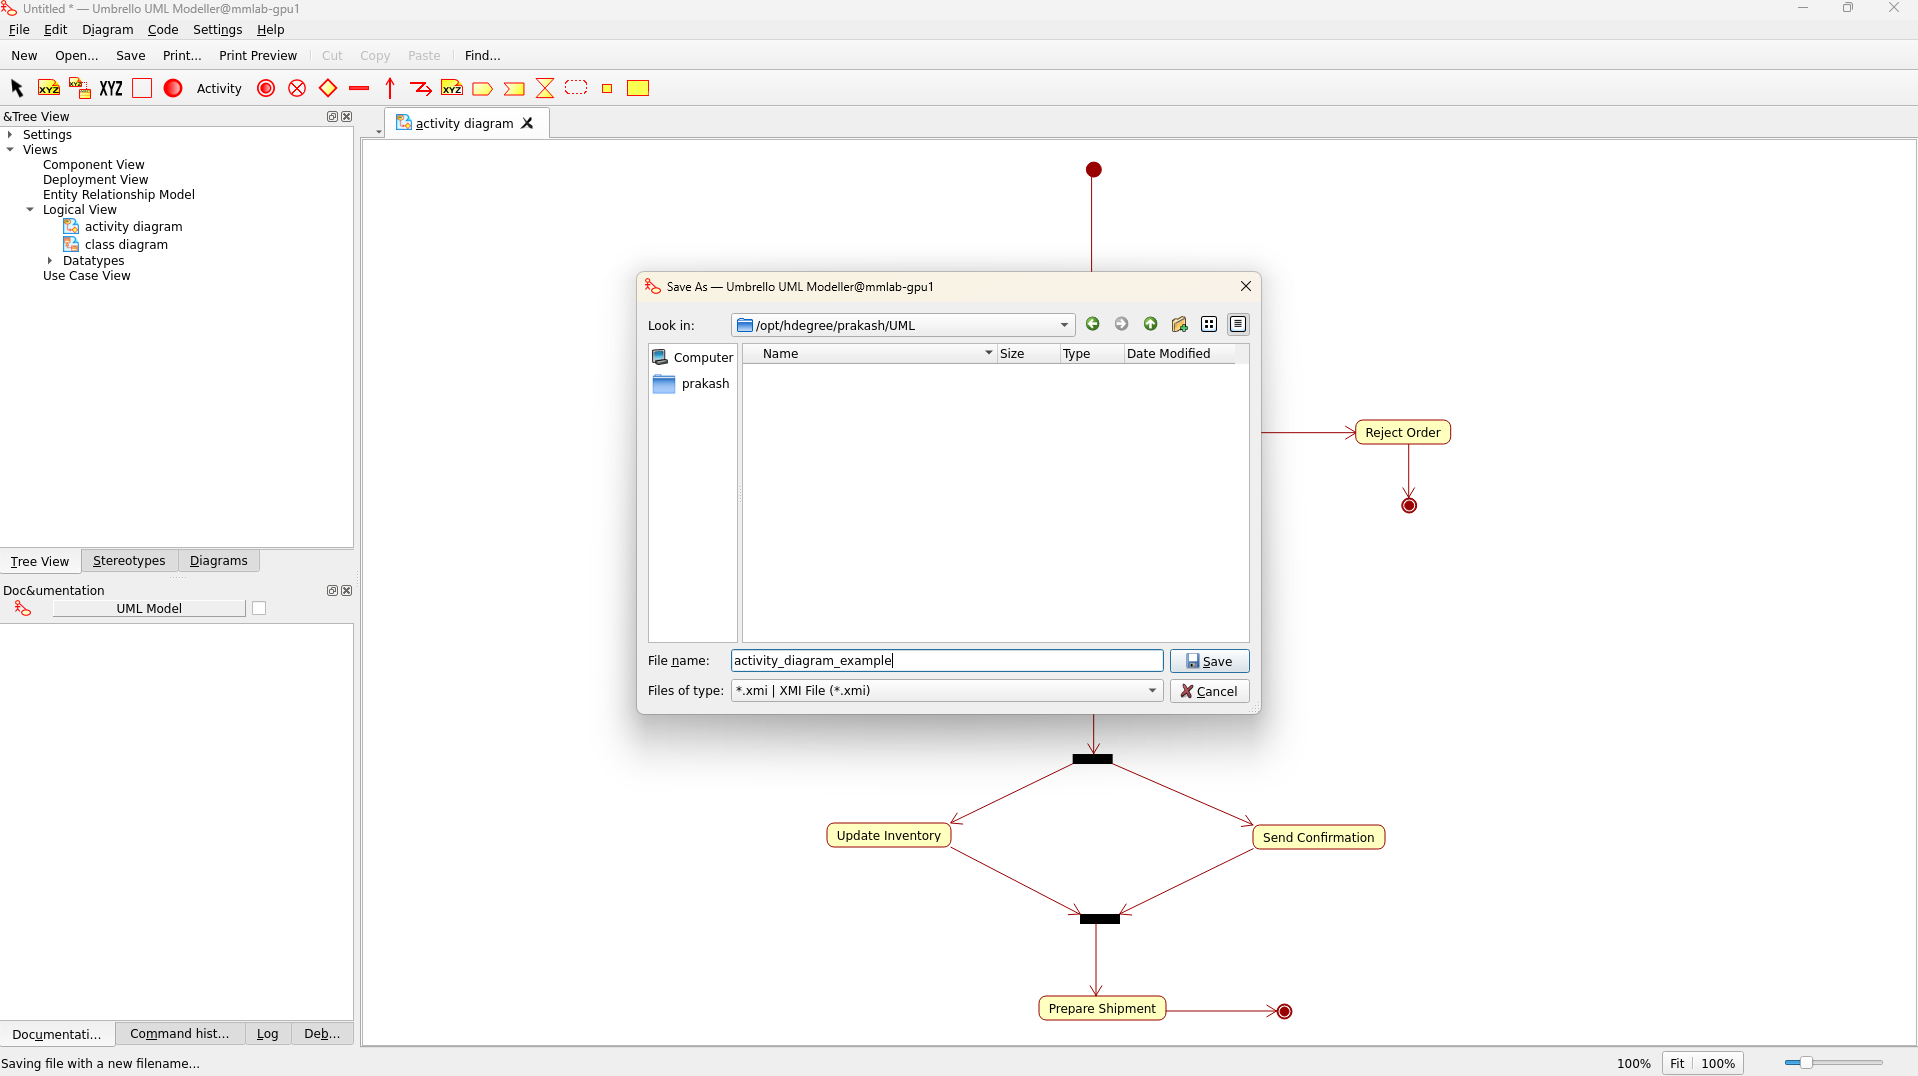 Untitled * — Umbrello UML Modeller@mmlab-gpu1
File Edit Diagram Code Settings Help
New Open... Save Print... Print Preview Cut Copy Paste Find...
XYZ XYZ XYZ Activity XYZ
&Tree View
activity diagram
Settings
Views
Component View
Deployment View
Entity Relationship Model
Logical View
activity diagram
class diagram
Datatypes
Use Case View
Save As — Umbrello UML Modeller@mmlab-gpu1
Look in: /opt/hdegree/prakash/UML
Computer
prakash
Name Size Type Date Modified
File name: activity_diagram_example Save
Files of type: *.xmi | XMI File (*.xmi) Cancel
Reject Order
Tree View Stereotypes Diagrams
Doc&umentation
UML Model
Update Inventory
Send Confirmation
Prepare Shipment
Documentati... Command hist... Log Deb...
Saving file with a new filename... 100% Fit 100%